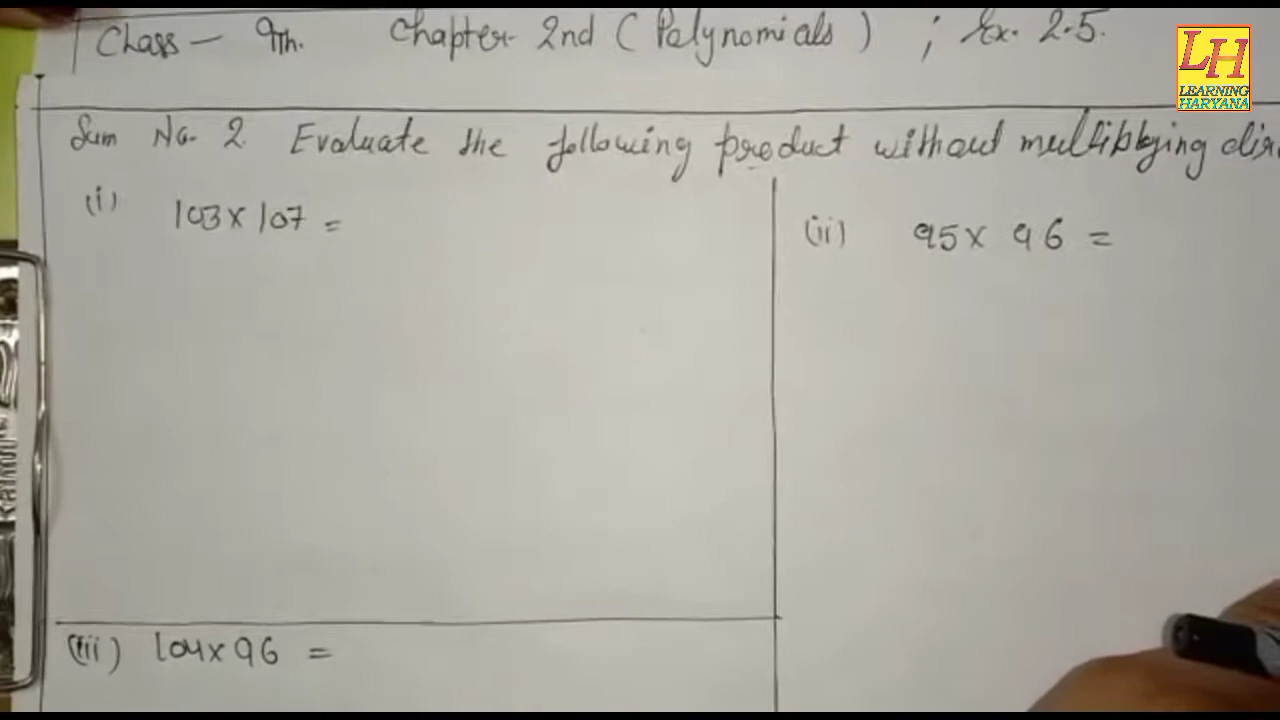 Class - 9th. Chapter 2nd (Polynomials) ; Ex. 2.5.
LH
LEARNING
HARYANA
Sum No. 2. Evaluate the following product without multiplying dire
(i) 103 x 107 =
(ii) 95 x 96 =
(iii) 104 x 96 =